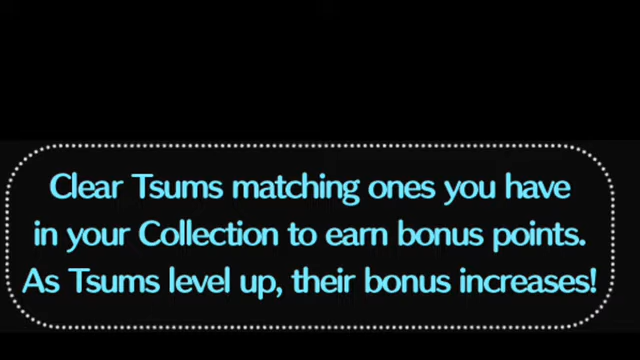 Clear Tsums matching ones you have
in your Collection to earn bonus points.
As Tsums level up, their bonus increases!